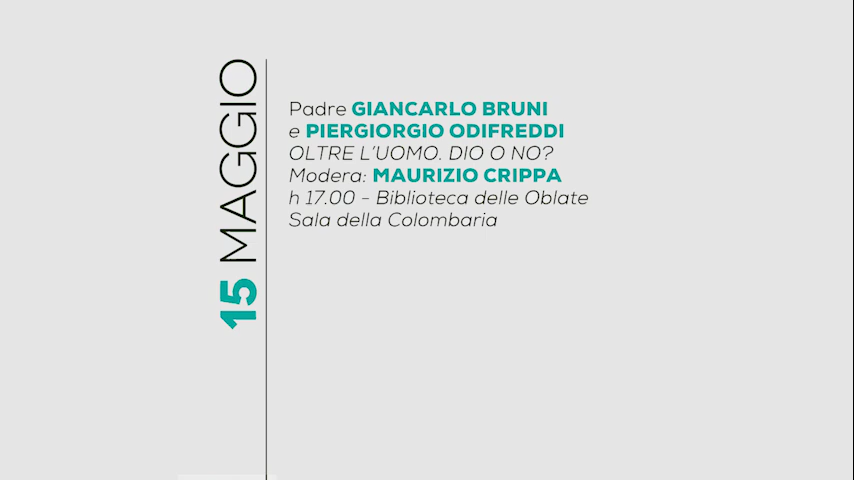 15 MAGGIO
Padre GIANCARLO BRUNI
e PIERGIORGIO ODIFREDDI
OLTRE L'UOMO. DIO O NO?
Modera: MAURIZIO CRIPPA
h 17.00 - Biblioteca delle Oblate
Sala della Colombaria